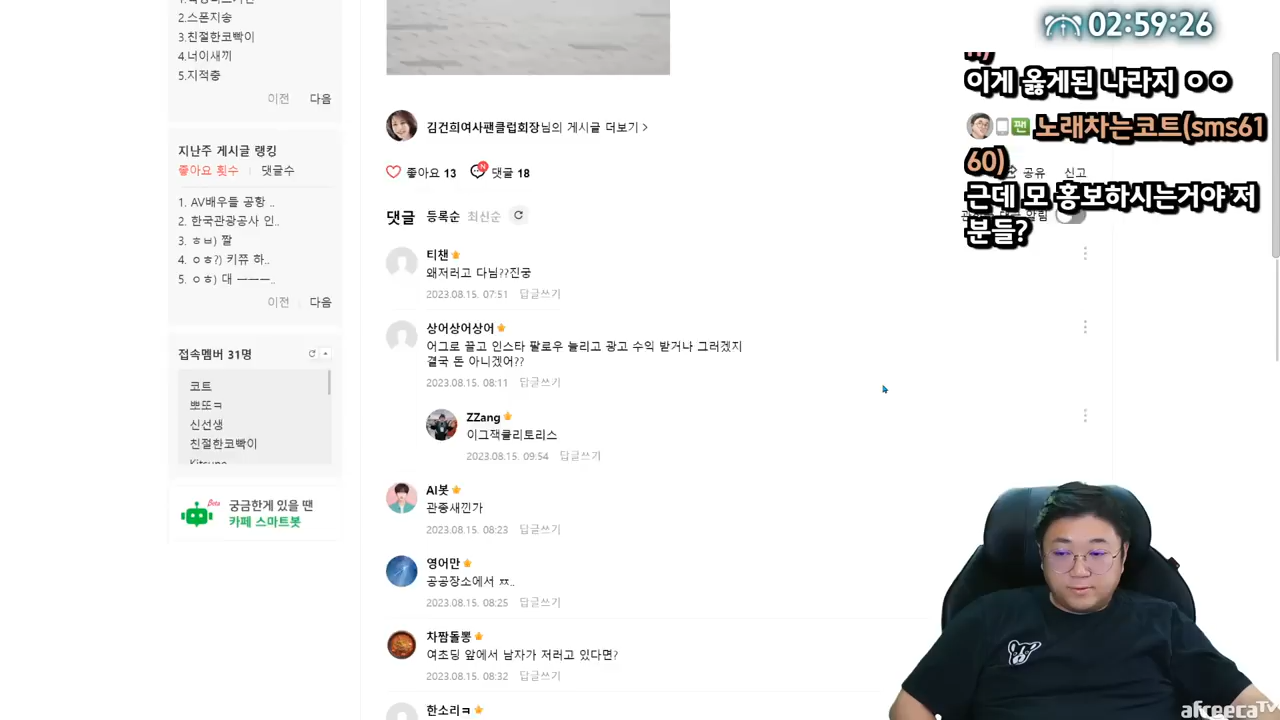 2.스폰지송
3.친절한코빡이
4.너이새끼
5.지적충
이전 다음
지난주 게시글 랭킹
좋아요 횟수 댓글수
1. AV배우들 공항 ..
2. 한국관광공사 인..
3. ㅎㅂ) 짤
4. ㅇㅎ?) 키쮸 하..
5. ㅇㅎ) 대 ㅡㅡㅡ..
이전 다음
접속멤버 31명
코트
뽀또ㅋ
신선생
친절한코빡이
Kitsune
Beta
궁금한게 있을 땐
카페 스마트봇
김건희여사팬클럽회장님의 게시글 더보기
좋아요 13 N 댓글 18
공유 신고
댓글 등록순 최신순
알림
티챈
왜저러고 다님??진궁
2023.08.15. 07:51 답글쓰기
상어상어상어
어그로 끌고 인스타 팔로우 늘리고 광고 수익 받거나 그러겠지
결국 돈 아니겠어??
2023.08.15. 08:11 답글쓰기
ZZang
이그잭클리토리스
2023.08.15. 09:54 답글쓰기
AI봇
관종새낀가
2023.08.15. 08:23 답글쓰기
영어만
공공장소에서 ㅉ..
2023.08.15. 08:25 답글쓰기
차짬돌뽕
여초딩 앞에서 남자가 저러고 있다면?
2023.08.15. 08:32 답글쓰기
한소리ㅋ
02:59:26
이게 옳게된 나라지 ㅇㅇ
팬 노래차는코트(sms61
60)
근데 모 홍보하시는거야 저
분들?
afreecaTV